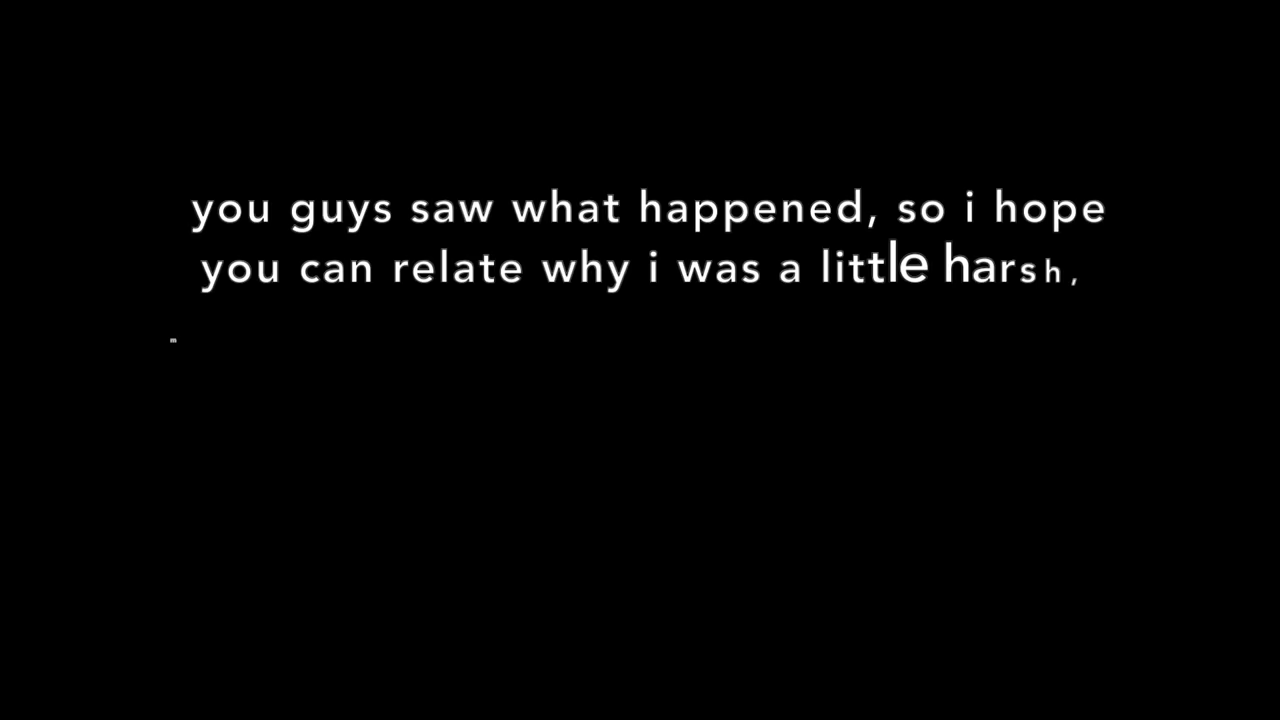 you guys saw what happened, so i hope
you can relate why i was a little harsh,
m